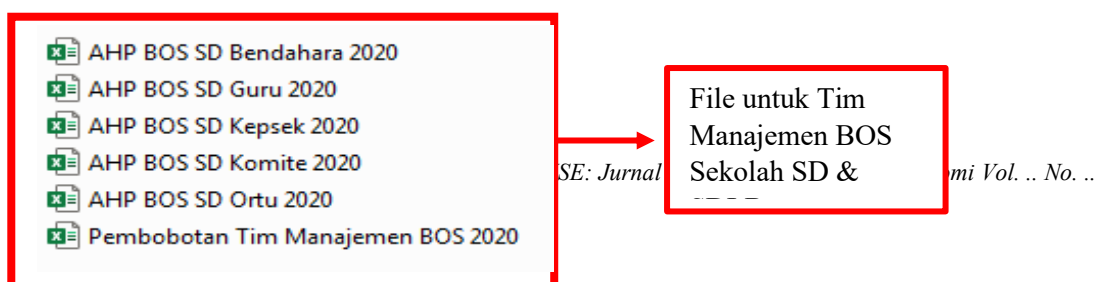 AHP BOS SD Bendahara 2020
AHP BOS SD Guru 2020
AHP BOS SD Kepsek 2020
AHP BOS SD Komite 2020
AHP BOS SD Ortu 2020
Pembobotan Tim Manajemen BOS 2020
File untuk Tim
Manajemen BOS
Sekolah SD &
SE: Jurnal
omi Vol. .. No. ..